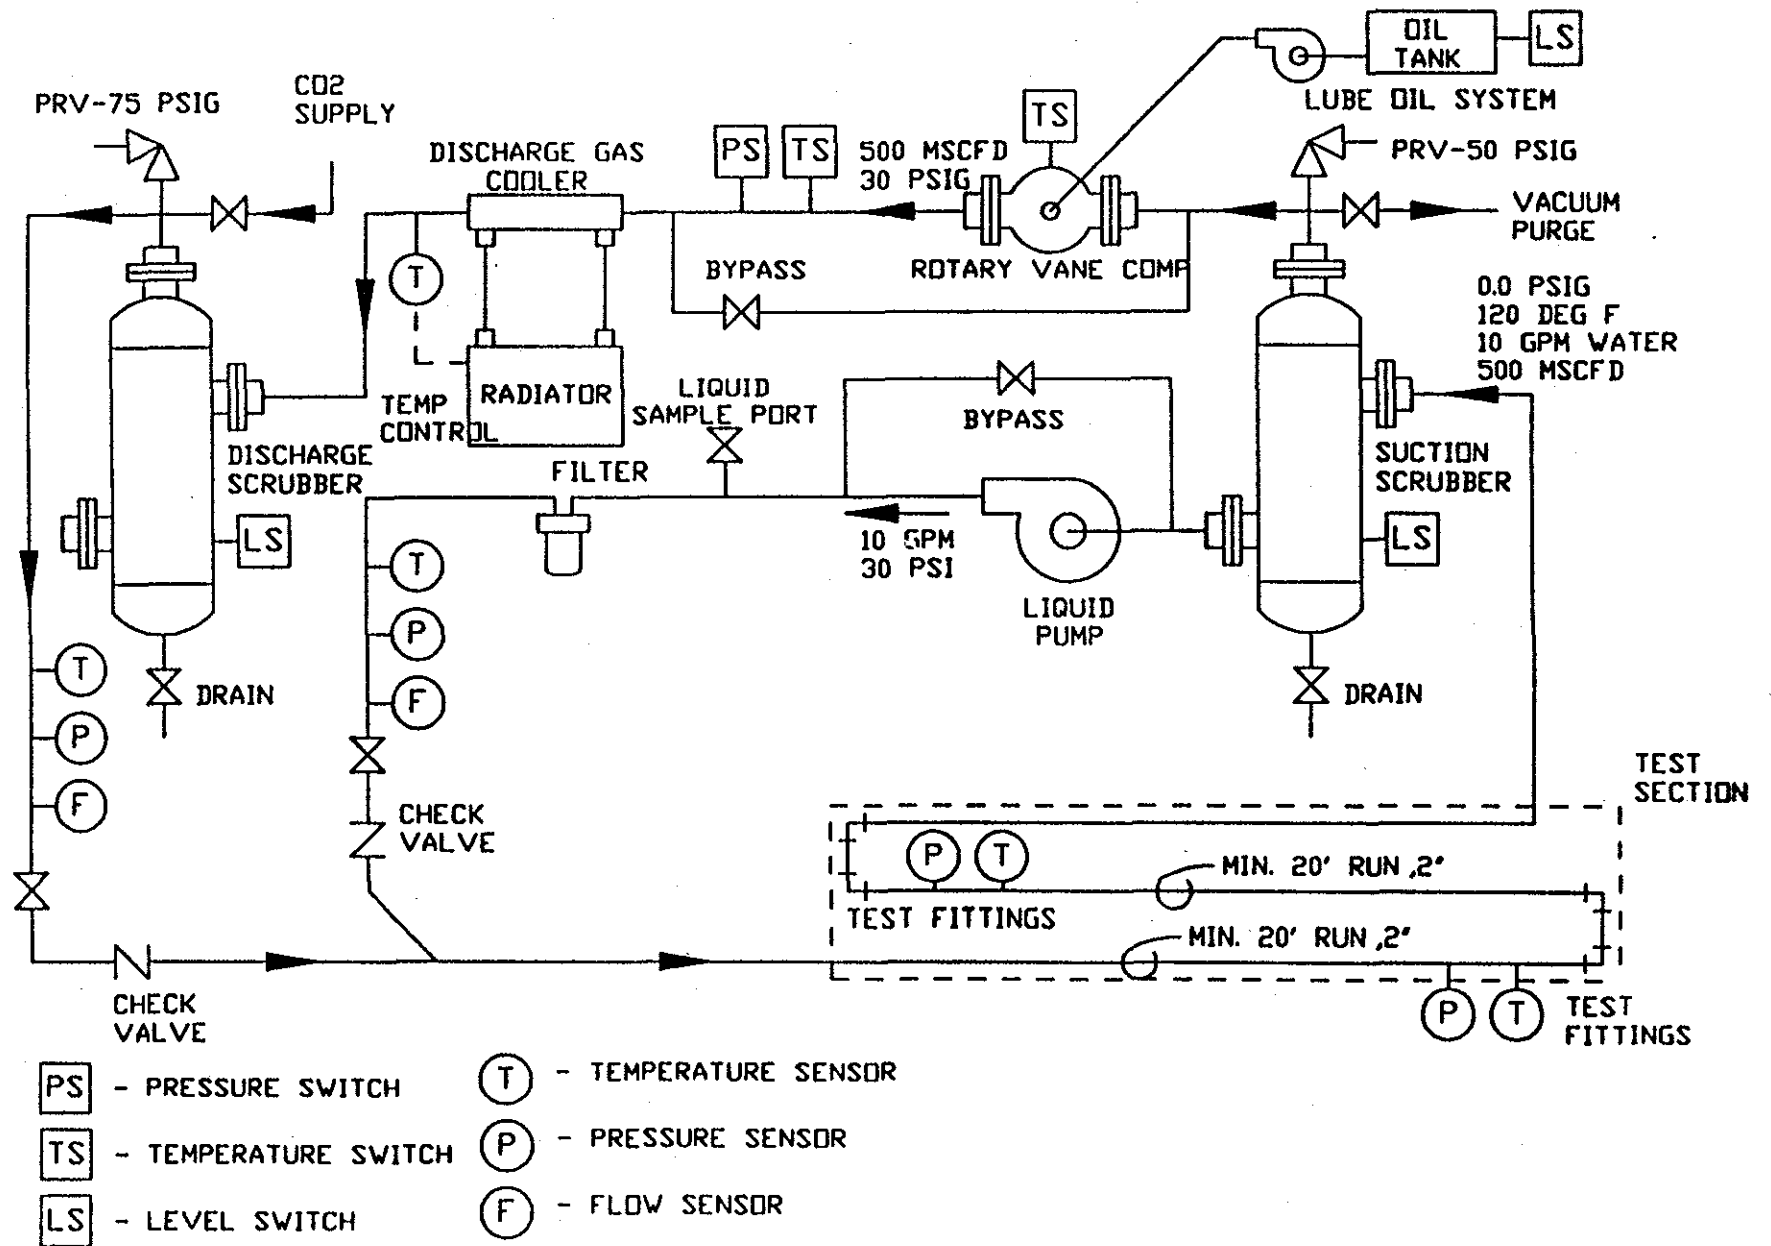 OIL
TANK
LS
LUBE OIL SYSTEM
CO2
SUPPLY
PRV-75 PSIG
DISCHARGE GAS
COOLER
PS
TS
500 MSCFD
30 PSIG
TS
PRV-50 PSIG
VACUUM
PURGE
BYPASS
ROTARY VANE COMP
T
0.0 PSIG
120 DEG F
10 GPM WATER
500 MSCFD
RADIATOR
TEMP
CONTROL
LIQUID
SAMPLE PORT
BYPASS
DISCHARGE
SCRUBBER
FILTER
SUCTION
SCRUBBER
LS
10 GPM
30 PSI
LS
LIQUID
PUMP
T
P
F
T
P
F
DRAIN
DRAIN
CHECK
VALVE
TEST
SECTION
P
T
MIN. 20' RUN ,2"
TEST FITTINGS
MIN. 20' RUN ,2"
P
T
TEST
FITTINGS
CHECK
VALVE
PS - PRESSURE SWITCH
TS - TEMPERATURE SWITCH
LS - LEVEL SWITCH
T - TEMPERATURE SENSOR
P - PRESSURE SENSOR
F - FLOW SENSOR